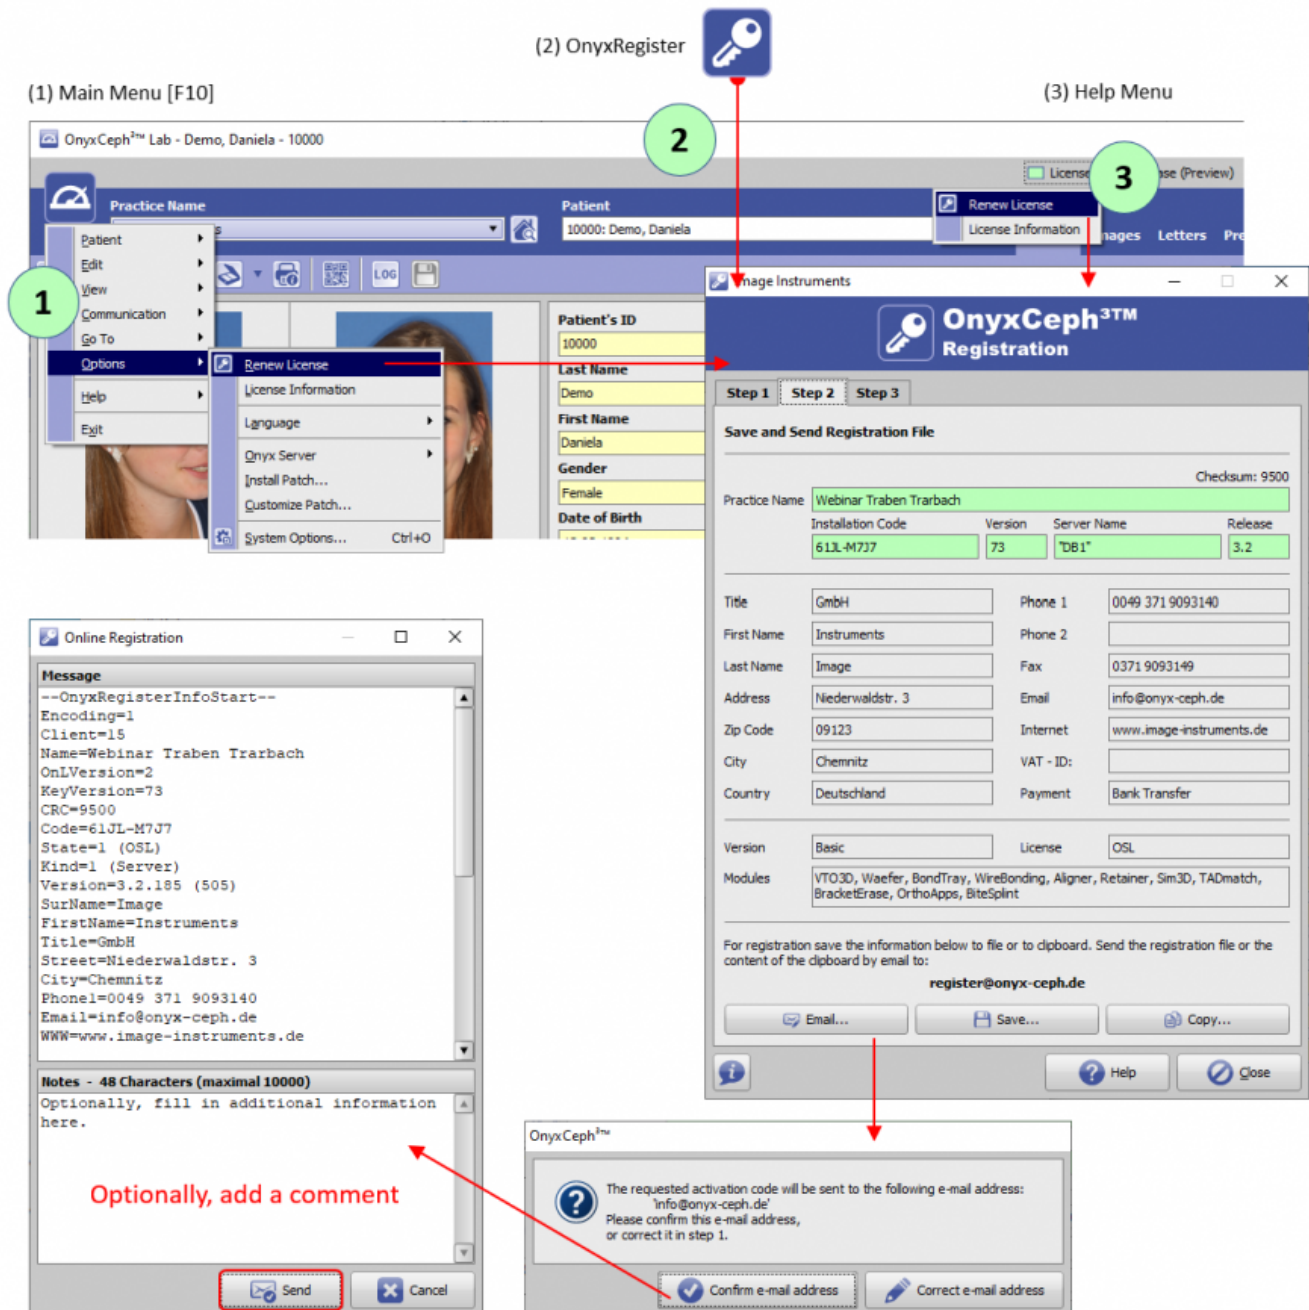 (2) OnyxRegister
(1) Main Menu [F10]
(3) Help Menu
2
OnyxCeph³™ Lab - Demo, Daniela - 10000
License
3
ase (Preview)
Practice Name
Patient
10000: Demo, Daniela
Renew License
License Information
mages Letters Pre
1
Patient
Edit
View
Communication
Go To
Options
Help
Exit
LOG
Renew License
License Information
Language
Onyx Server
Install Patch...
Customize Patch...
System Options... Ctrl+O
Patient's ID
10000
Last Name
Demo
First Name
Daniela
Gender
Female
Date of Birth
mage Instruments
OnyxCeph³™
Registration
Step 1 Step 2 Step 3
Save and Send Registration File
Checksum: 9500
Practice Name Webinar Traben Trarbach
Installation Code Version Server Name Release
61JL-M7J7 73 "DB1" 3.2
Title GmbH Phone 1 0049 371 9093140
First Name Instruments Phone 2
Last Name Image Fax 0371 9093149
Address Niederwaldstr. 3 Email info@onyx-ceph.de
Zip Code 09123 Internet www.image-instruments.de
City Chemnitz VAT - ID:
Country Deutschland Payment Bank Transfer
Version Basic License OSL
Modules VTO3D, Waefer, BondTray, WireBonding, Aligner, Retainer, Sim3D, TADmatch,
BracketErase, OrthoApps, BiteSplint
For registration save the information below to file or to clipboard. Send the registration file or the
content of the clipboard by email to:
register@onyx-ceph.de
Email... Save... Copy...
Help Close
Online Registration
Message
--OnyxRegisterInfoStart--
Encoding=1
Client=15
Name=Webinar Traben Trarbach
OnLVersion=2
KeyVersion=73
CRC=9500
Code=61JL-M7J7
State=1 (OSL)
Kind=1 (Server)
Version=3.2.185 (505)
SurName=Image
FirstName=Instruments
Title=GmbH
Street=Niederwaldstr. 3
City=Chemnitz
Phone1=0049 371 9093140
Email=info@onyx-ceph.de
WWW=www.image-instruments.de
Notes - 48 Characters (maximal 10000)
Optionally, fill in additional information
here.
Optionally, add a comment
Send Cancel
OnyxCeph³™
The requested activation code will be sent to the following e-mail address:
'info@onyx-ceph.de'
Please confirm this e-mail address,
or correct it in step 1.
Confirm e-mail address Correct e-mail address